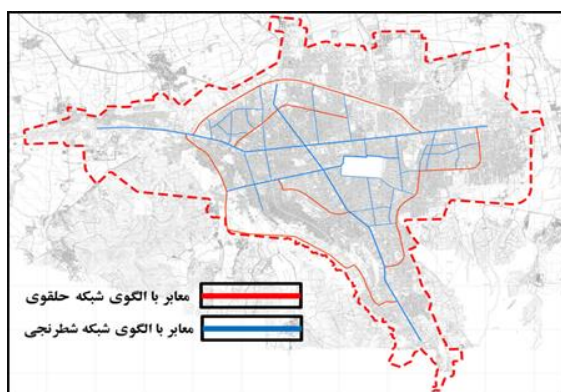 معابر با الگوی شبکه حلقوی
معابر با الگوی شبکه شطرنجی